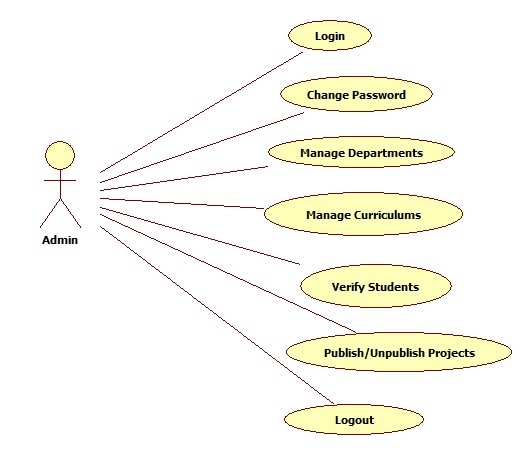 Login
Change Password
Manage Departments
Manage Curriculums
Admin
Verify Students
Publish/Unpublish Projects
Logout